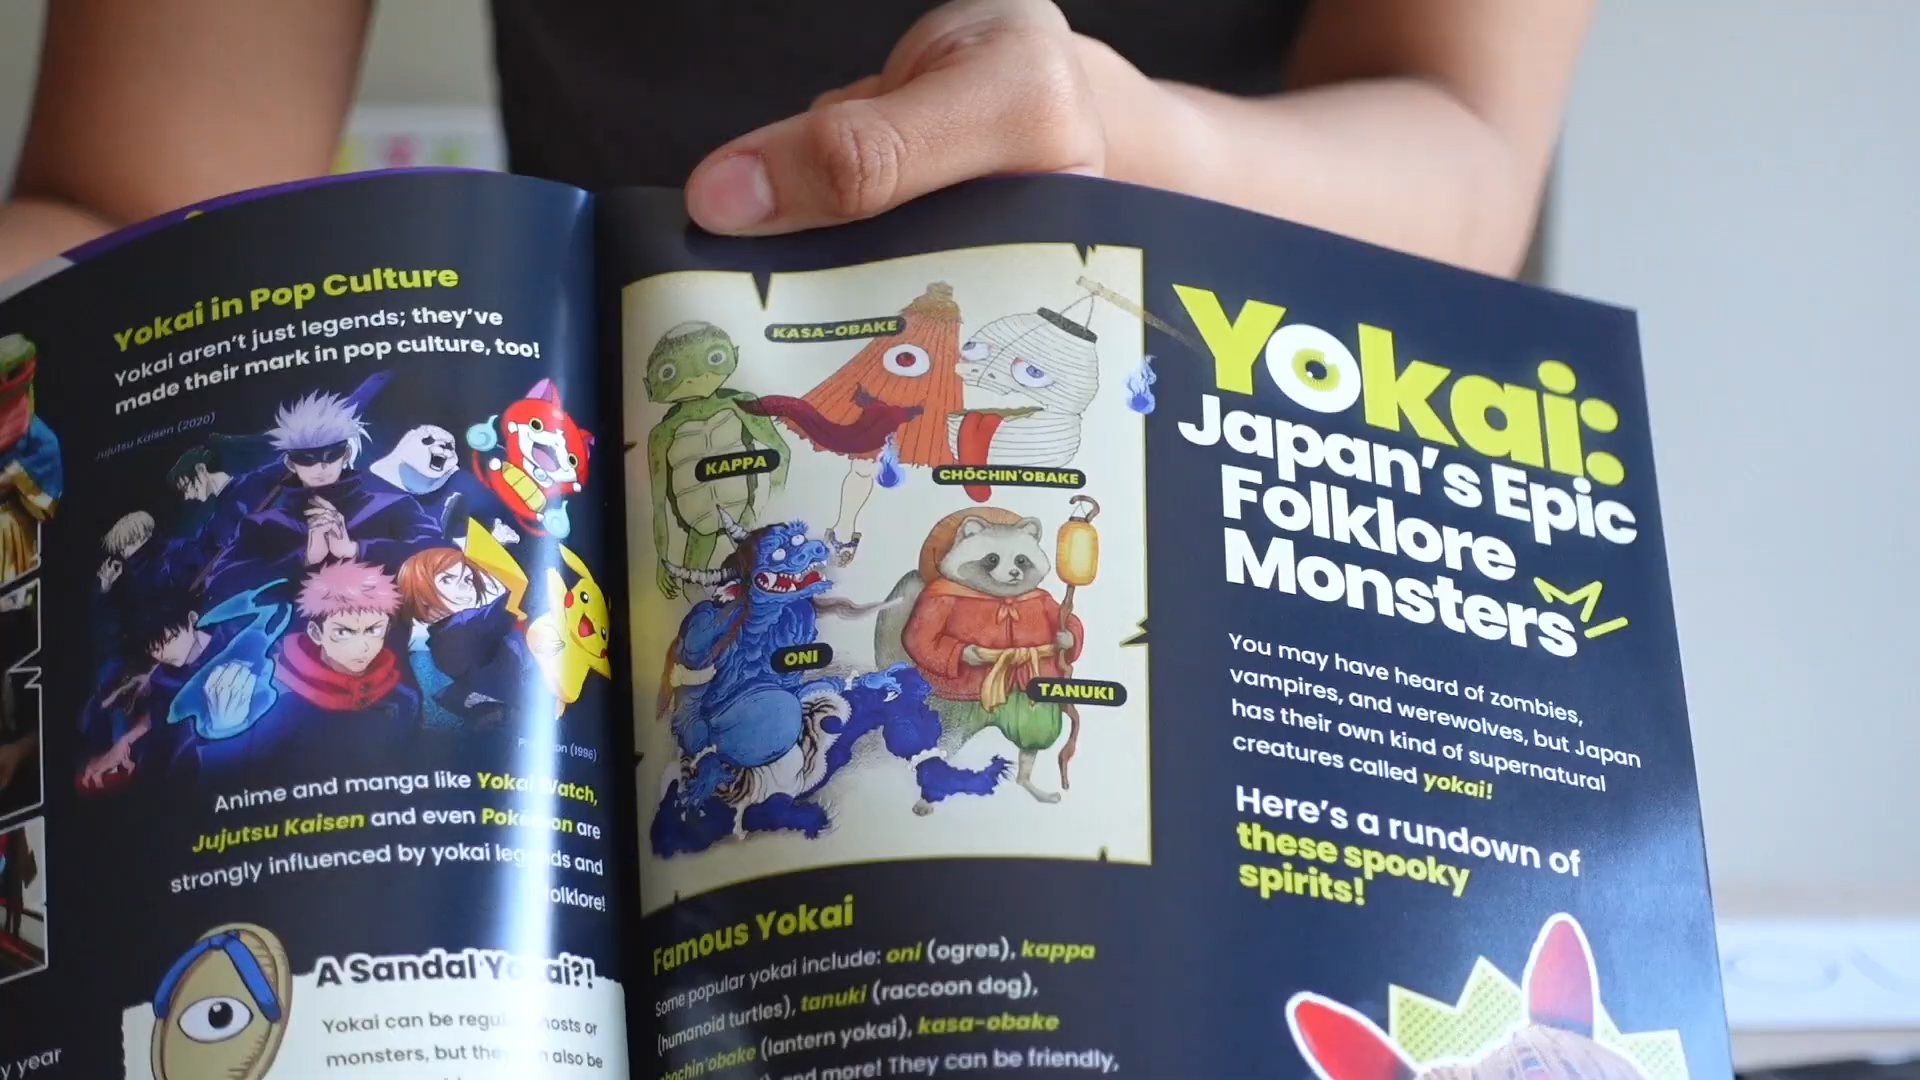 Yokai in Pop Culture
Yokai aren't just legends; they've
made their mark in pop culture, too!
Jujutsu Kaisen (2020)
(1996)
Anime and manga like Yokai Watch,
Jujutsu Kaisen and even Pokémon are
strongly influenced by yokai legends and
folklore!
A Sandal Yokai?!
Yokai can be regular ghosts or
monsters, but they can also be
y year
KASA-OBAKE
KAPPA
CHŌCHIN'OBAKE
ONI
TANUKI
Famous Yokai
Some popular yokai include: oni (ogres), kappa
(humanoid turtles), tanuki (raccoon dog),
chochin'obake (lantern yokai), kasa-obake
and more! They can be friendly,
Yokai:
Japan's Epic
Folklore
Monsters
You may have heard of zombies,
vampires, and werewolves, but Japan
has their own kind of supernatural
creatures called yokai!
Here's a rundown of
these spooky
spirits!